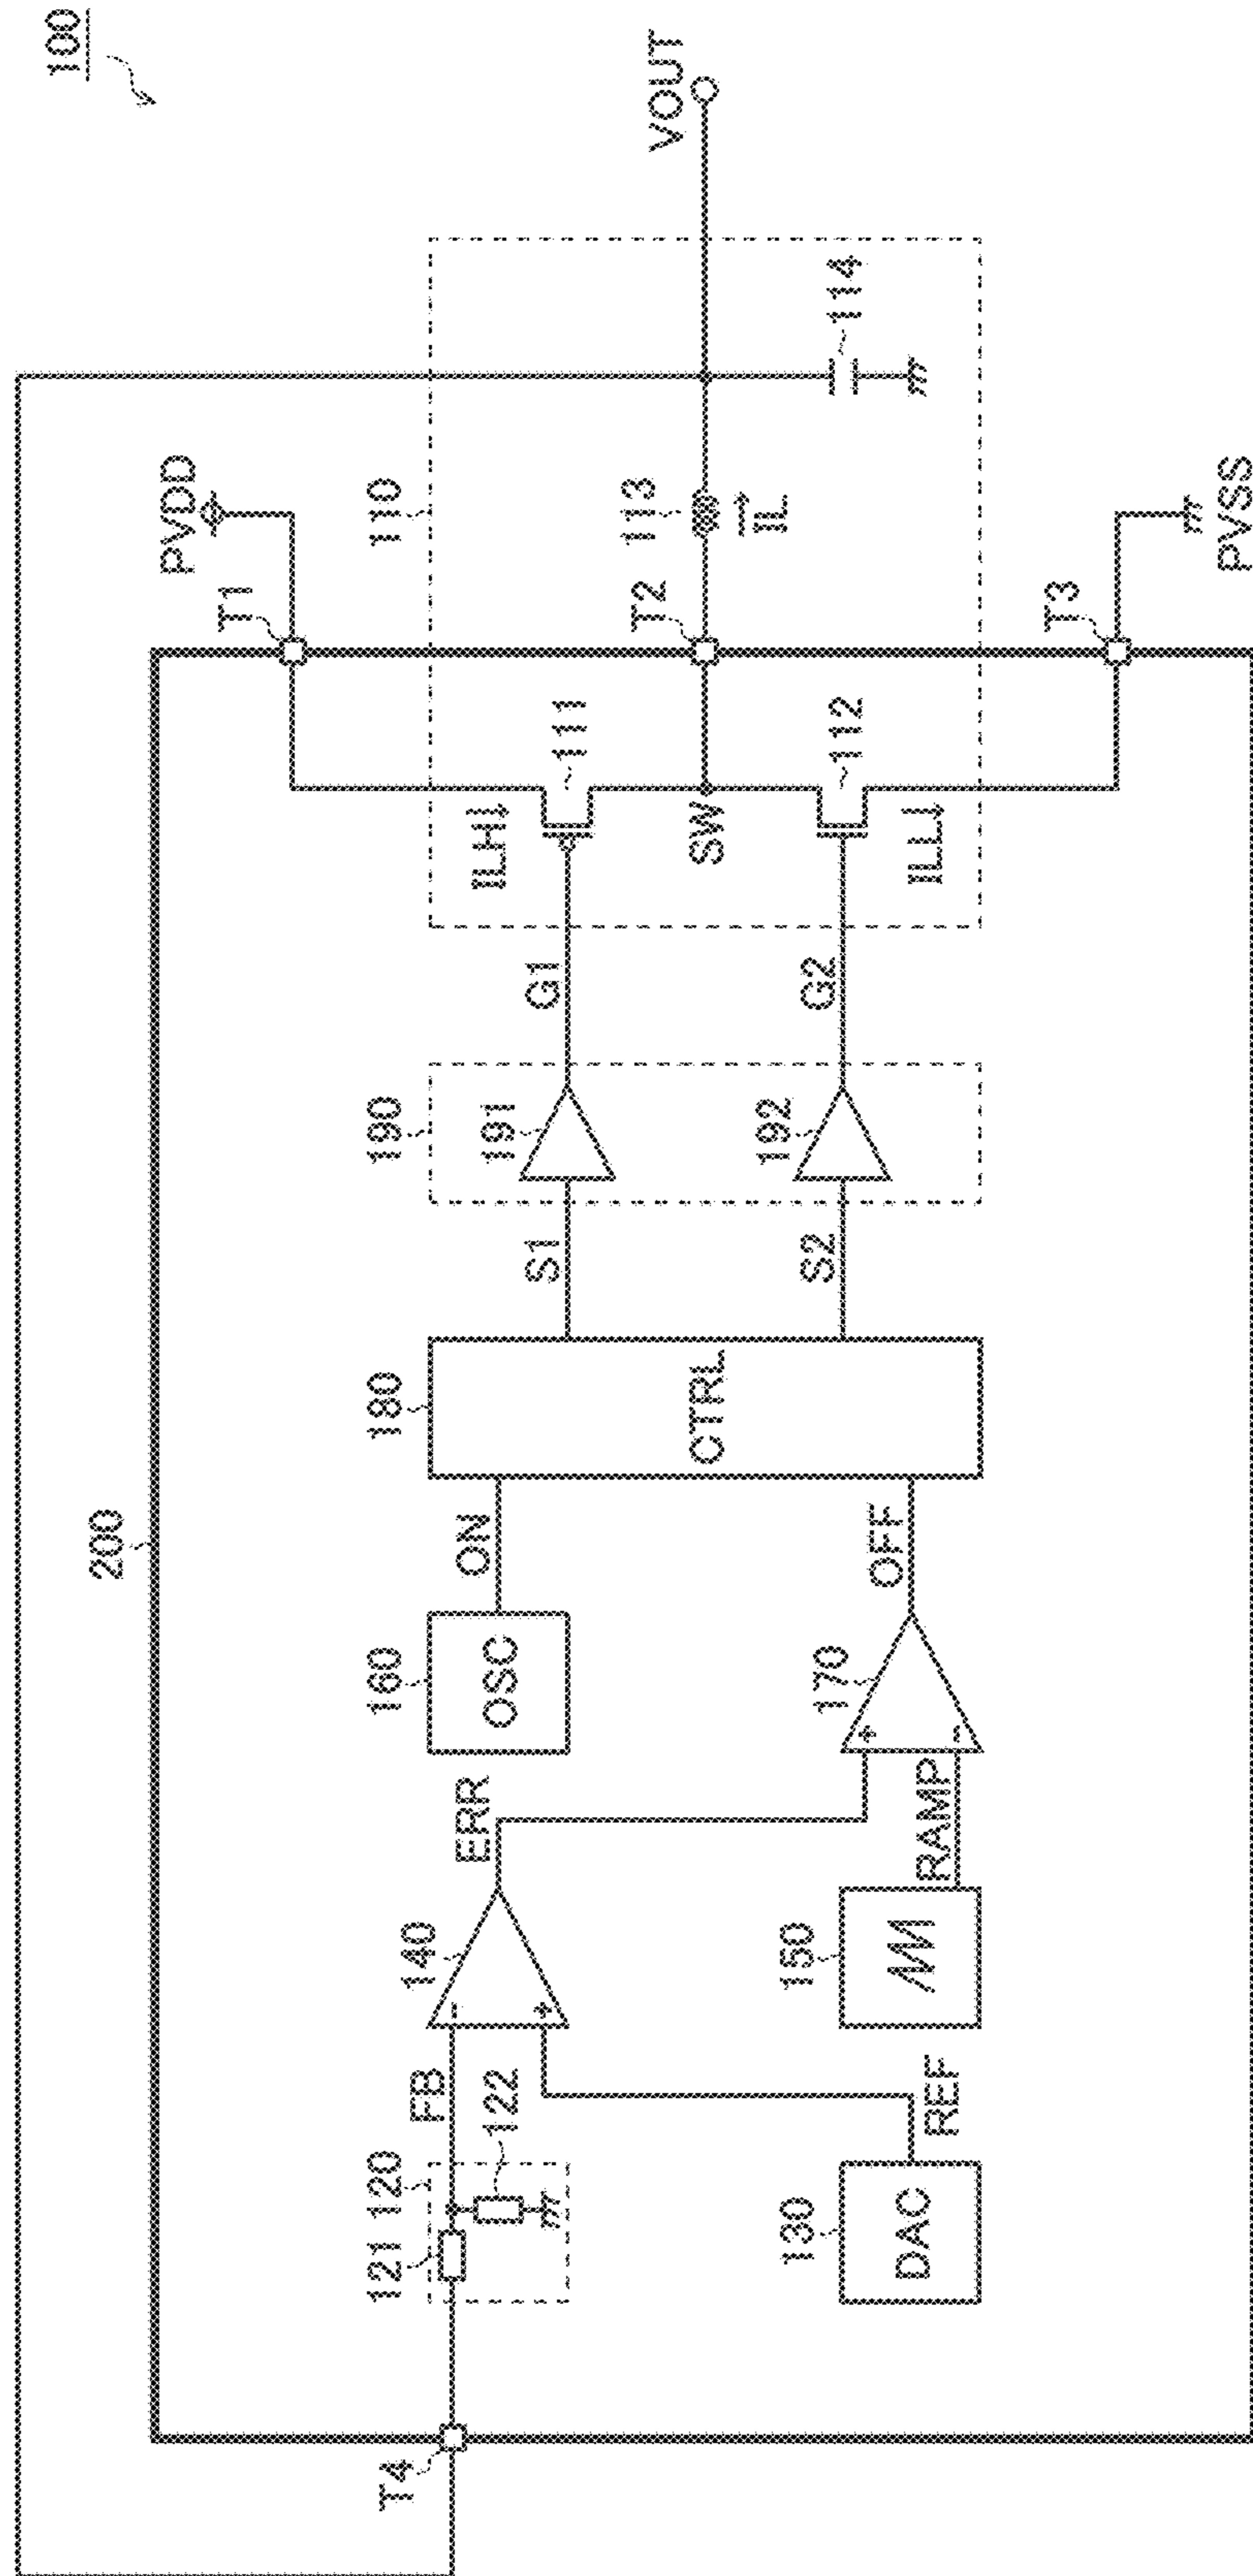 100
200
PVDD
T1
110
ILH
111
113
IL
114
VOUT
T2
SW
112
ILL
T3
PVSS
190
191
G1
192
G2
S1
S2
180
CTRL
160
OSC
ON
170
+
-
OFF
ERR
140
-
+
150
RAMP
FB
120
121
122
130
DAC
REF
T4